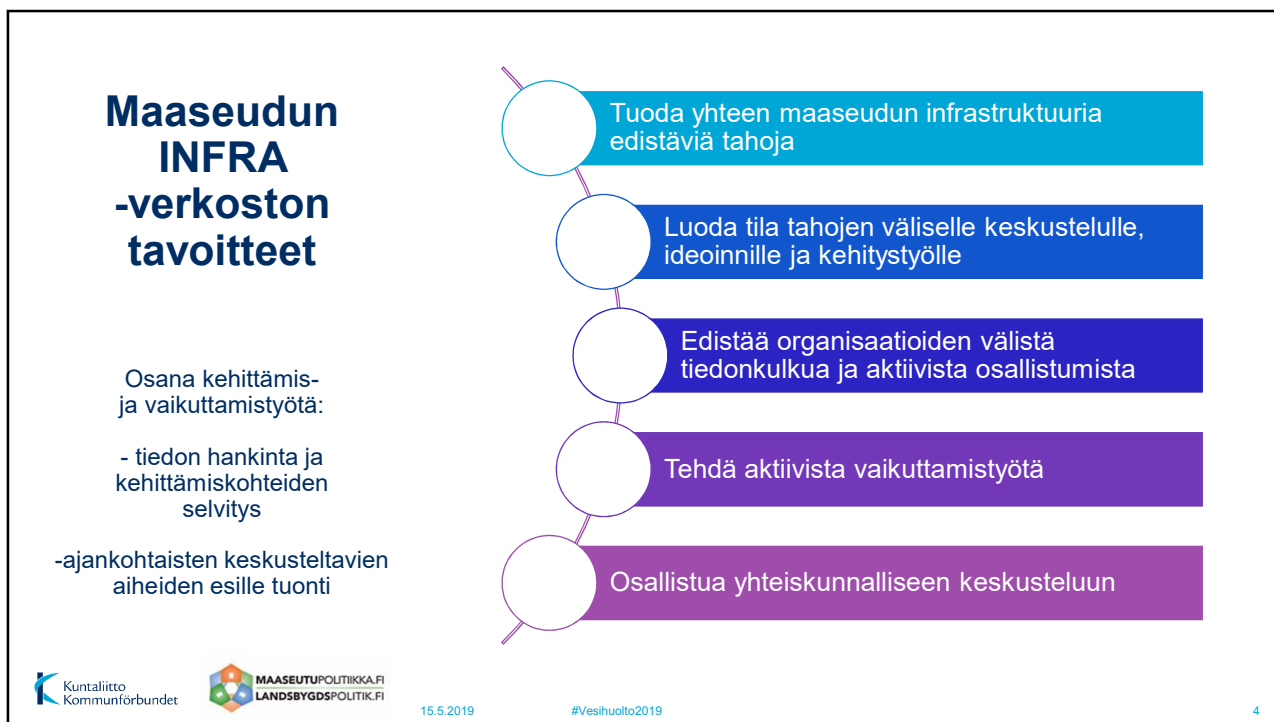 Maaseudun
INFRA
-verkoston
tavoitteet
Osana kehittämis-
ja vaikuttamistyötä:
- tiedon hankinta ja
kehittämiskohteiden
selvitys
-ajankohtaisten keskusteltavien
aiheiden esille tuonti
Tuoda yhteen maaseudun infrastruktuuria
edistäviä tahoja
Luoda tila tahojen väliselle keskustelulle,
ideoinnille ja kehitystyölle
Edistää organisaatioiden välistä
tiedonkulkua ja aktiivista osallistumista
Tehdä aktiivista vaikuttamistyötä
Osallistua yhteiskunnalliseen keskusteluun
Kuntaliitto
Kommunförbundet
MAASEUTUPOLITIIKKA.FI
LANDSBYGDSPOLITIK.FI
15.5.2019
#Vesihuolto2019
4